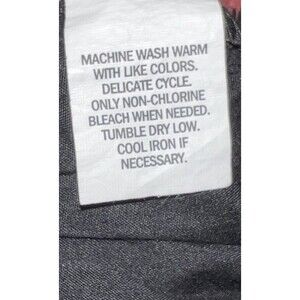 MACHINE WASH WARM
WITH LIKE COLORS.
DELICATE CYCLE.
ONLY NON-CHLORINE
BLEACH WHEN NEEDED.
TUMBLE DRY LOW.
COOL IRON IF
NECESSARY.